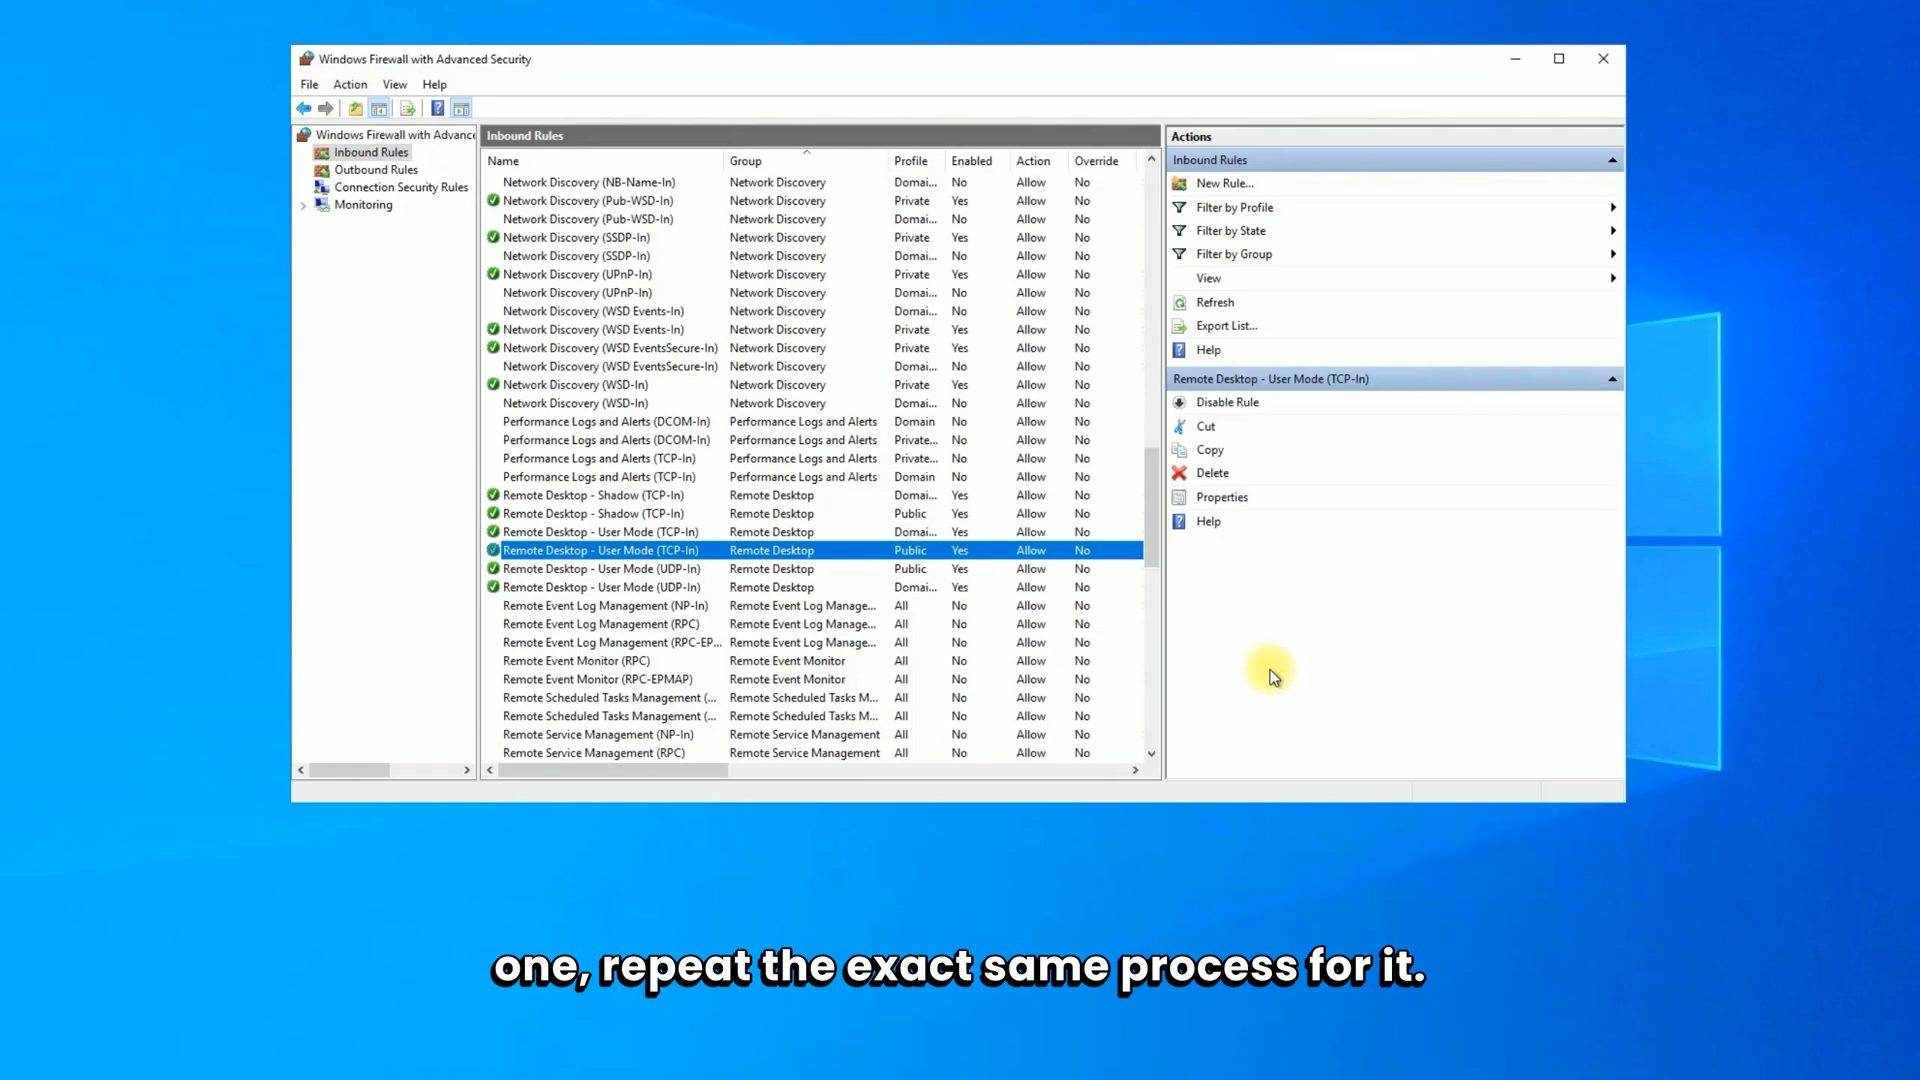 Windows Firewall with Advanced Security
File Action View Help
Windows Firewall with Advance
Inbound Rules
Outbound Rules
Connection Security Rules
Monitoring
Inbound Rules
Name Group Profile Enabled Action Override
Network Discovery (NB-Name-In) Network Discovery Domai... No Allow No
Network Discovery (Pub-WSD-In) Network Discovery Private Yes Allow No
Network Discovery (Pub-WSD-In) Network Discovery Domai... No Allow No
Network Discovery (SSDP-In) Network Discovery Private Yes Allow No
Network Discovery (SSDP-In) Network Discovery Domai... No Allow No
Network Discovery (UPnP-In) Network Discovery Private Yes Allow No
Network Discovery (UPnP-In) Network Discovery Domai... No Allow No
Network Discovery (WSD Events-In) Network Discovery Domai... No Allow No
Network Discovery (WSD Events-In) Network Discovery Private Yes Allow No
Network Discovery (WSD EventsSecure-In) Network Discovery Private Yes Allow No
Network Discovery (WSD EventsSecure-In) Network Discovery Domai... No Allow No
Network Discovery (WSD-In) Network Discovery Private Yes Allow No
Network Discovery (WSD-In) Network Discovery Domai... No Allow No
Performance Logs and Alerts (DCOM-In) Performance Logs and Alerts Domain No Allow No
Performance Logs and Alerts (DCOM-In) Performance Logs and Alerts Private... No Allow No
Performance Logs and Alerts (TCP-In) Performance Logs and Alerts Private... No Allow No
Performance Logs and Alerts (TCP-In) Performance Logs and Alerts Domain No Allow No
Remote Desktop - Shadow (TCP-In) Remote Desktop Domai... Yes Allow No
Remote Desktop - Shadow (TCP-In) Remote Desktop Public Yes Allow No
Remote Desktop - User Mode (TCP-In) Remote Desktop Domai... Yes Allow No
Remote Desktop - User Mode (TCP-In) Remote Desktop Public Yes Allow No
Remote Desktop - User Mode (UDP-In) Remote Desktop Public Yes Allow No
Remote Desktop - User Mode (UDP-In) Remote Desktop Domai... Yes Allow No
Remote Event Log Management (NP-In) Remote Event Log Manage... All No Allow No
Remote Event Log Management (RPC) Remote Event Log Manage... All No Allow No
Remote Event Log Management (RPC-EP... Remote Event Log Manage... All No Allow No
Remote Event Monitor (RPC) Remote Event Monitor All No Allow No
Remote Event Monitor (RPC-EPMAP) Remote Event Monitor All No Allow No
Remote Scheduled Tasks Management (... Remote Scheduled Tasks M... All No Allow No
Remote Scheduled Tasks Management (... Remote Scheduled Tasks M... All No Allow No
Remote Service Management (NP-In) Remote Service Management All No Allow No
Remote Service Management (RPC) Remote Service Management All No Allow No
Actions
Inbound Rules
New Rule...
Filter by Profile
Filter by State
Filter by Group
View
Refresh
Export List...
Help
Remote Desktop - User Mode (TCP-In)
Disable Rule
Cut
Copy
Delete
Properties
Help
one, repeat the exact same process for it.